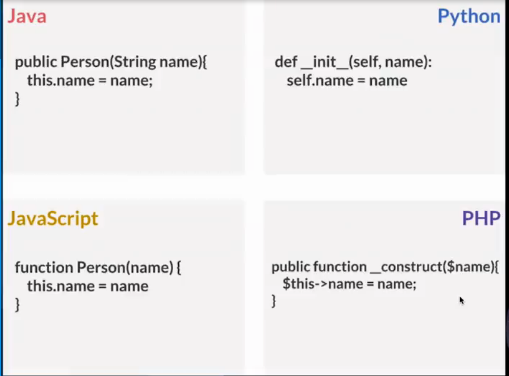 Java
public Person(String name){
this.name = name;
}
Python
def __init__(self, name):
self.name = name
JavaScript
function Person(name) {
this.name = name
}
PHP
public function __construct($name){
$this->name = name;
}